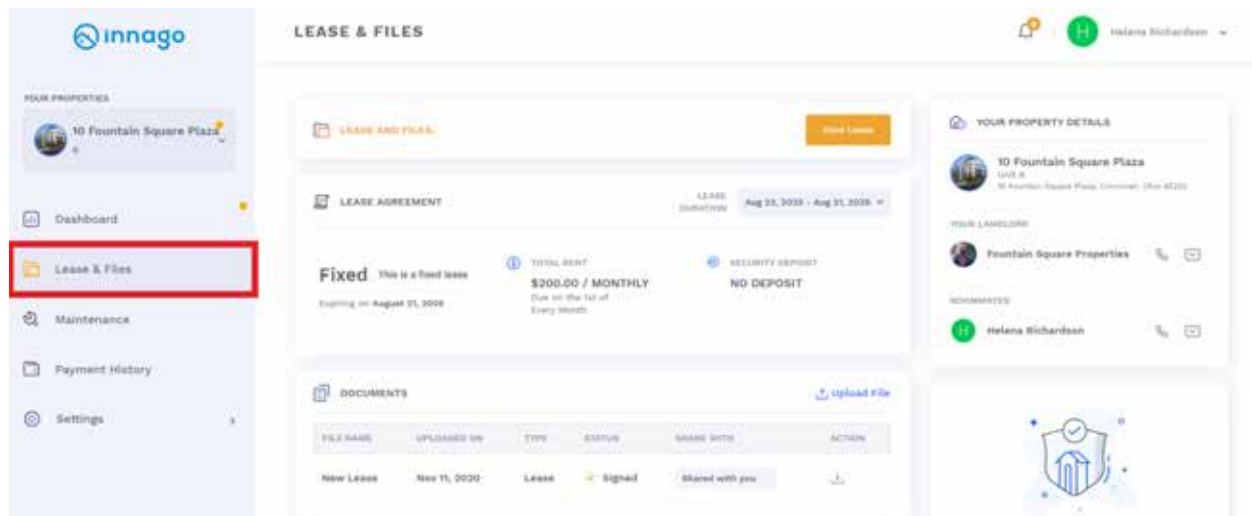 innago
LEASE & FILES
H
Helena Richardson
YOUR PROPERTIES
10 Fountain Square Plaza
Dashboard
Lease & Files
Maintenance
Payment History
Settings
LEASE AND FILES.
View Lease
LEASE AGREEMENT
LEASE
DURATION
Fixed This is a fixed lease
Expiring on August 31,
TOTAL RENT
$200.00 / MONTHLY
Due on the 1st of
Every Month
SECURITY DEPOSIT
NO DEPOSIT
DOCUMENTS
Upload File
FILE NAME UPLOADED ON TYPE STATUS SHARE WITH ACTION
New Lease Nov 11, 2020 Lease Signed Shared with you
YOUR PROPERTY DETAILS
10 Fountain Square Plaza
10 Fountain Square Plaza,
YOUR LANDLORD
Fountain Square Properties
ROOMMATES
H Helena Richardson